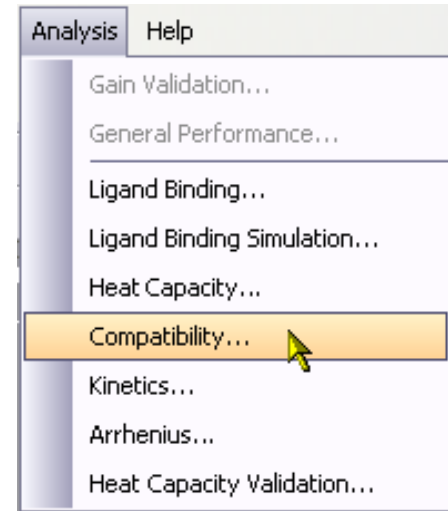 Analysis Help
Gain Validation...
General Performance...
Ligand Binding...
Ligand Binding Simulation...
Heat Capacity...
Compatibility...
Kinetics...
Arrhenius...
Heat Capacity Validation...